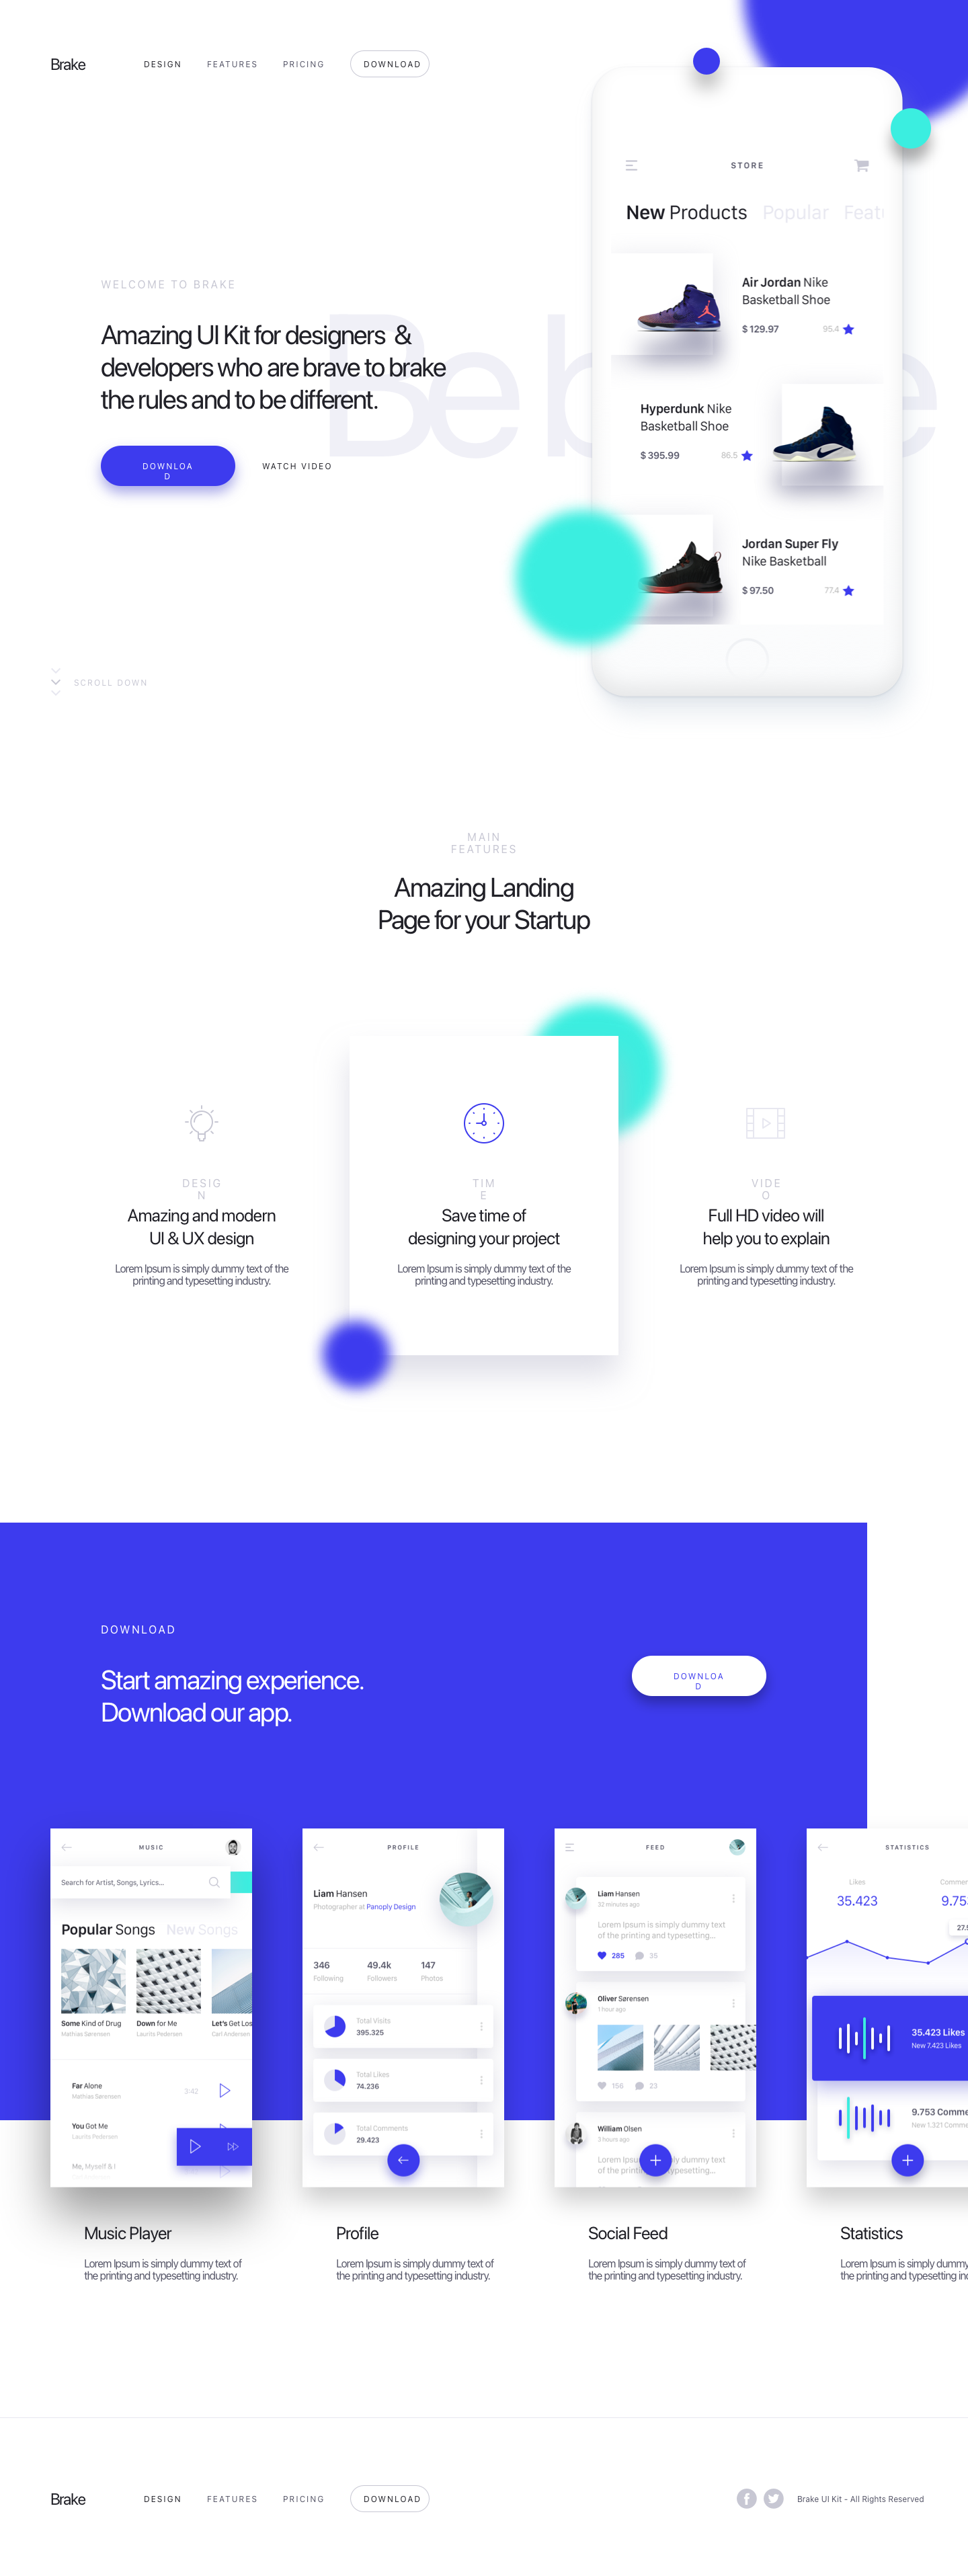 Brake
DESIGN
FEATURES
PRICING
DOWNLOAD
STORE
New Products
Popular
Featu
Air Jordan Nike
Basketball Shoe
$ 129.97
95.4
Hyperdunk Nike
Basketball Shoe
$ 395.99
86.5
Jordan Super Fly
Nike Basketball
$ 97.50
77.4
WELCOME TO BRAKE
Be b
e
Amazing UI Kit for designers &
developers who are brave to brake
the rules and to be different.
DOWNLOA
D
WATCH VIDEO
SCROLL DOWN
MAIN
FEATURES
Amazing Landing
Page for your Startup
DESIG
N
Amazing and modern
UI & UX design
Lorem Ipsum is simply dummy text of the
printing and typesetting industry.
TIM
E
Save time of
designing your project
Lorem Ipsum is simply dummy text of the
printing and typesetting industry.
VIDE
O
Full HD video will
help you to explain
Lorem Ipsum is simply dummy text of the
printing and typesetting industry.
DOWNLOAD
Start amazing experience.
Download our app.
DOWNLOA
D
MUSIC
Search for Artist, Songs, Lyrics...
Popular Songs
New Songs
Some Kind of Drug
Mathias Sørensen
Down for Me
Laurits Pedersen
Let's Get Los
Carl Andersen
Far Alone
Mathias Sørensen
3:42
You Got Me
Laurits Pedersen
Me, Myself & I
PROFILE
Liam Hansen
Photographer at Panoply Design
346
Following
49.4k
Followers
147
Photos
Total Visits
395.325
Total Likes
74.236
Total Comments
29.423
FEED
Liam Hansen
32 minutes ago
Lorem Ipsum is simply dummy text
of the printing and typesetting...
285
35
Oliver Sørensen
1 hour ago
156
23
William Olsen
3 hours ago
Lorem Ipsu
ly dummy text
of the printin
ypesetting...
STATISTICS
Likes
35.423
Commen
9.753
27.5
35.423 Likes
New 7.423 Likes
9.753 Comme
New 1.321 Comme
Music Player
Lorem Ipsum is simply dummy text of
the printing and typesetting industry.
Profile
Lorem Ipsum is simply dummy text of
the printing and typesetting industry.
Social Feed
Lorem Ipsum is simply dummy text of
the printing and typesetting industry.
Statistics
Lorem Ipsum is simply dummy
the printing and typesetting ind
Brake
DESIGN
FEATURES
PRICING
DOWNLOAD
Brake UI Kit - All Rights Reserved